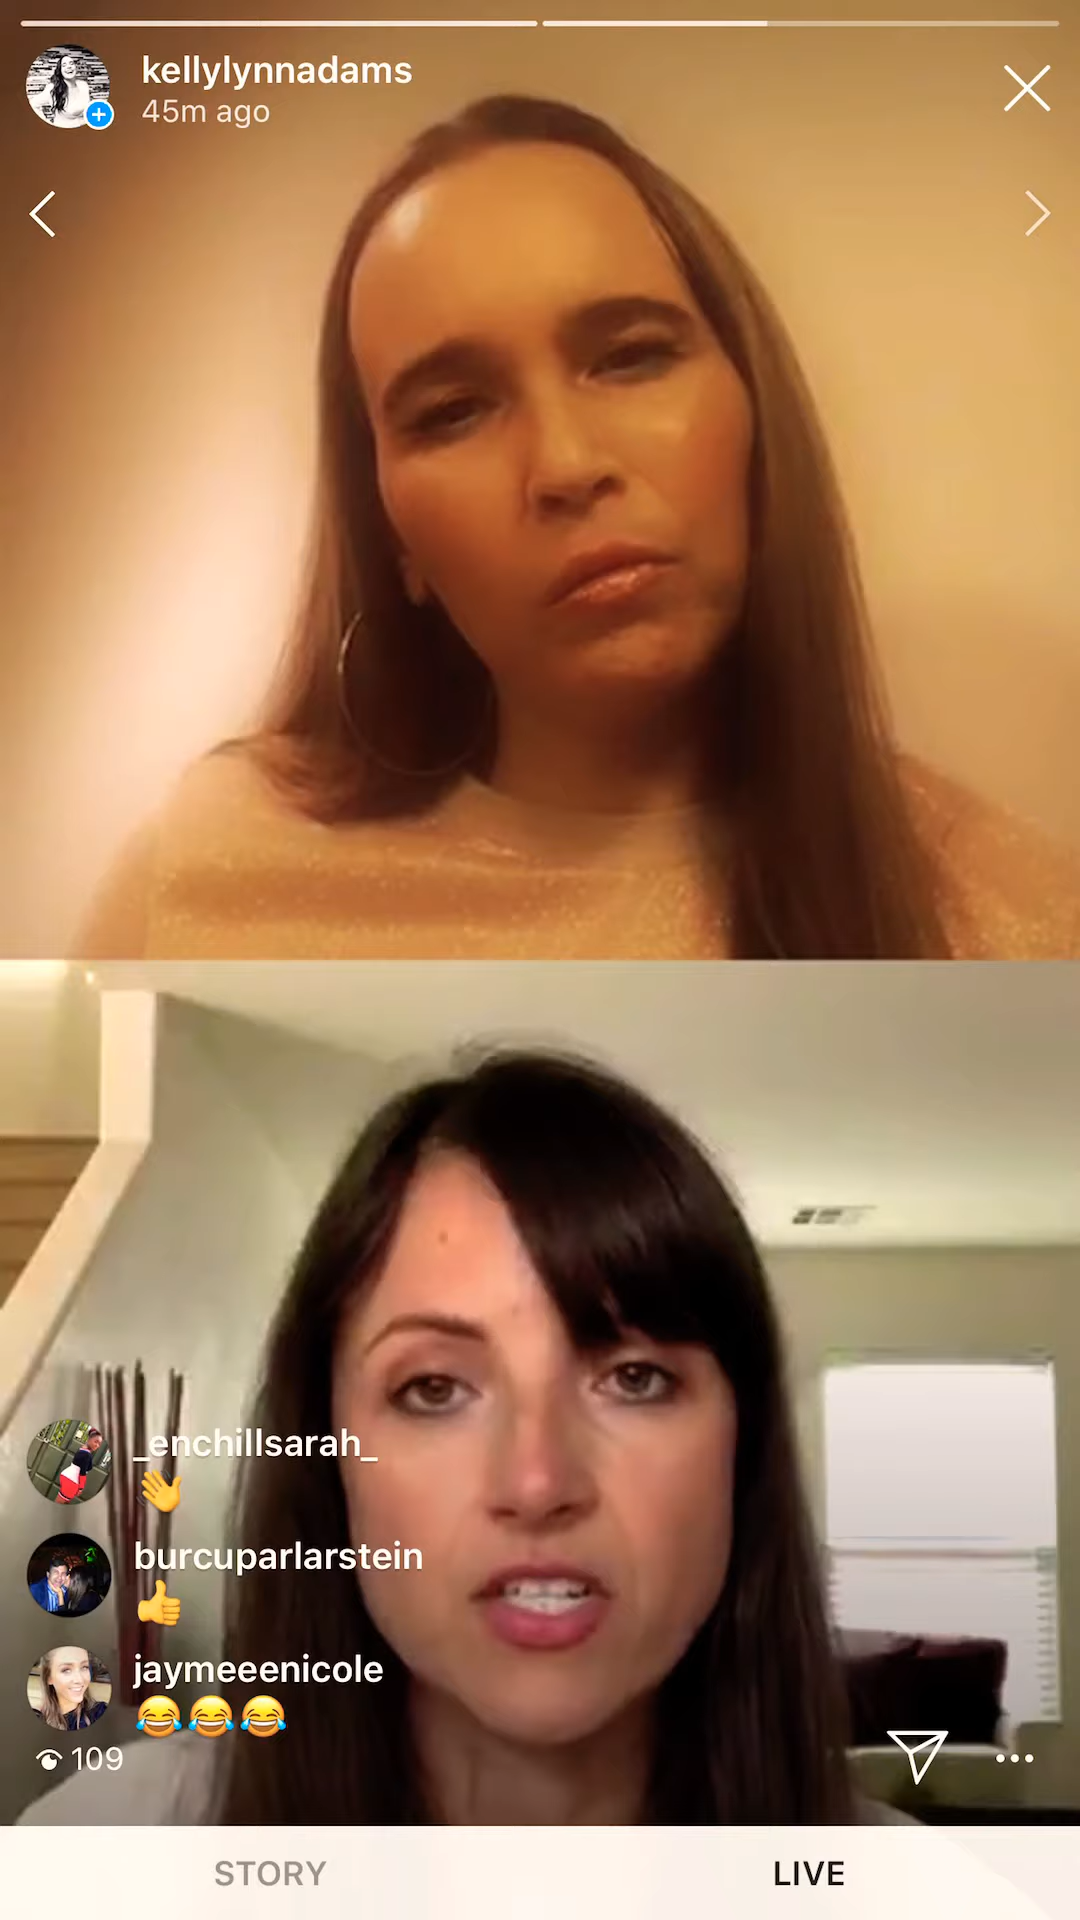 kellylynnadams
45m ago
_enchillsarah_
👋
burcuparlarstein
👍
jaymeeenicole
😂😂😂
109
STORY
LIVE